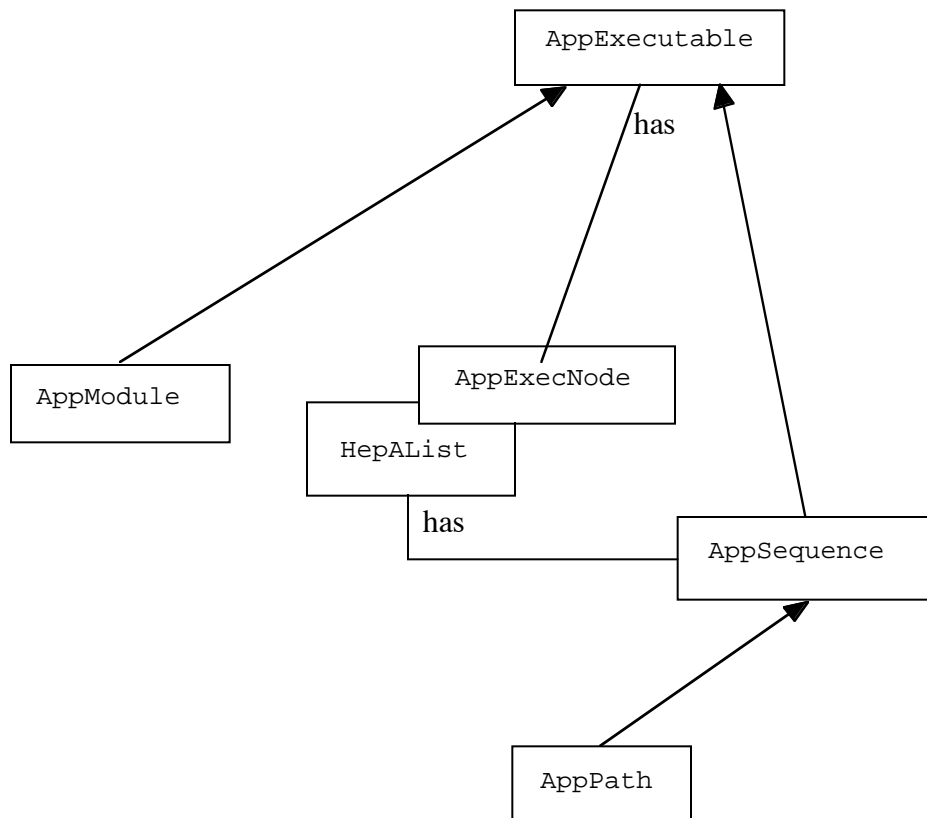 AppExecutable
has
AppModule
AppExecNode
HepAList
has
AppSequence
AppPath